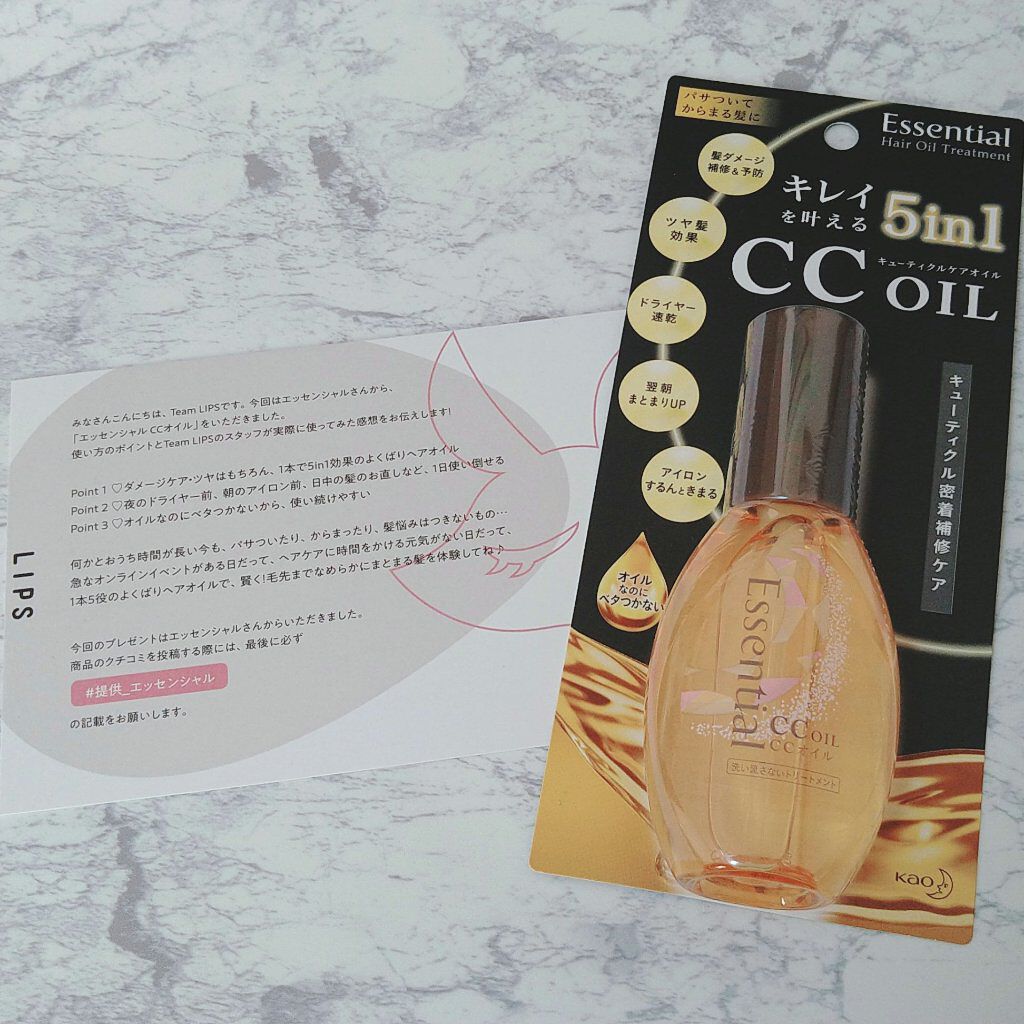 LIPS
みなさんこんにちは、Team LIPSです。今回はエッセンシャルさんから、
「エッセンシャル CCオイル」をいただきました。
使い方のポイントとTeam LIPSのスタッフが実際に使ってみた感想をお伝えします!
Point 1 ♡ダメージケア・ツヤはもちろん、1本で5in1効果のよくばりヘアオイル
Point 2 ♡夜のドライヤー前、朝のアイロン前、日中の髪のお直しなど、1日使い倒せる
Point 3 ♡オイルなのにベタつかないから、使い続けやすい
何かとおうち時間が長い今も、パサついたり、からまったり、髪悩みはつきないもの…
急なオンラインイベントがある日だって、ヘアケアに時間をかける元気がない日だって、
1本5役のよくばりヘアオイルで、賢く!毛先までなめらかにまとまる髪を体験してね♪
今回のプレゼントはエッセンシャルさんからいただきました。
商品のクチコミを投稿する際には、最後に必ず
#提供_エッセンシャル
の記載をお願いします。
パサついて
からまる髪に
Essential
Hair Oil Treatment
髪ダメージ
補修&予防
キレイ
を叶える
5in1
ツヤ髪
効果
キューティクルケアオイル
CC OIL
ドライヤー
速乾
翌朝
まとまりUP
アイロン
するんときまる
キューティクル密着補修ケア
オイル
なのに
ベタつかない
Essential
CC OIL
CCオイル
洗い流さないトリートメント
Kao